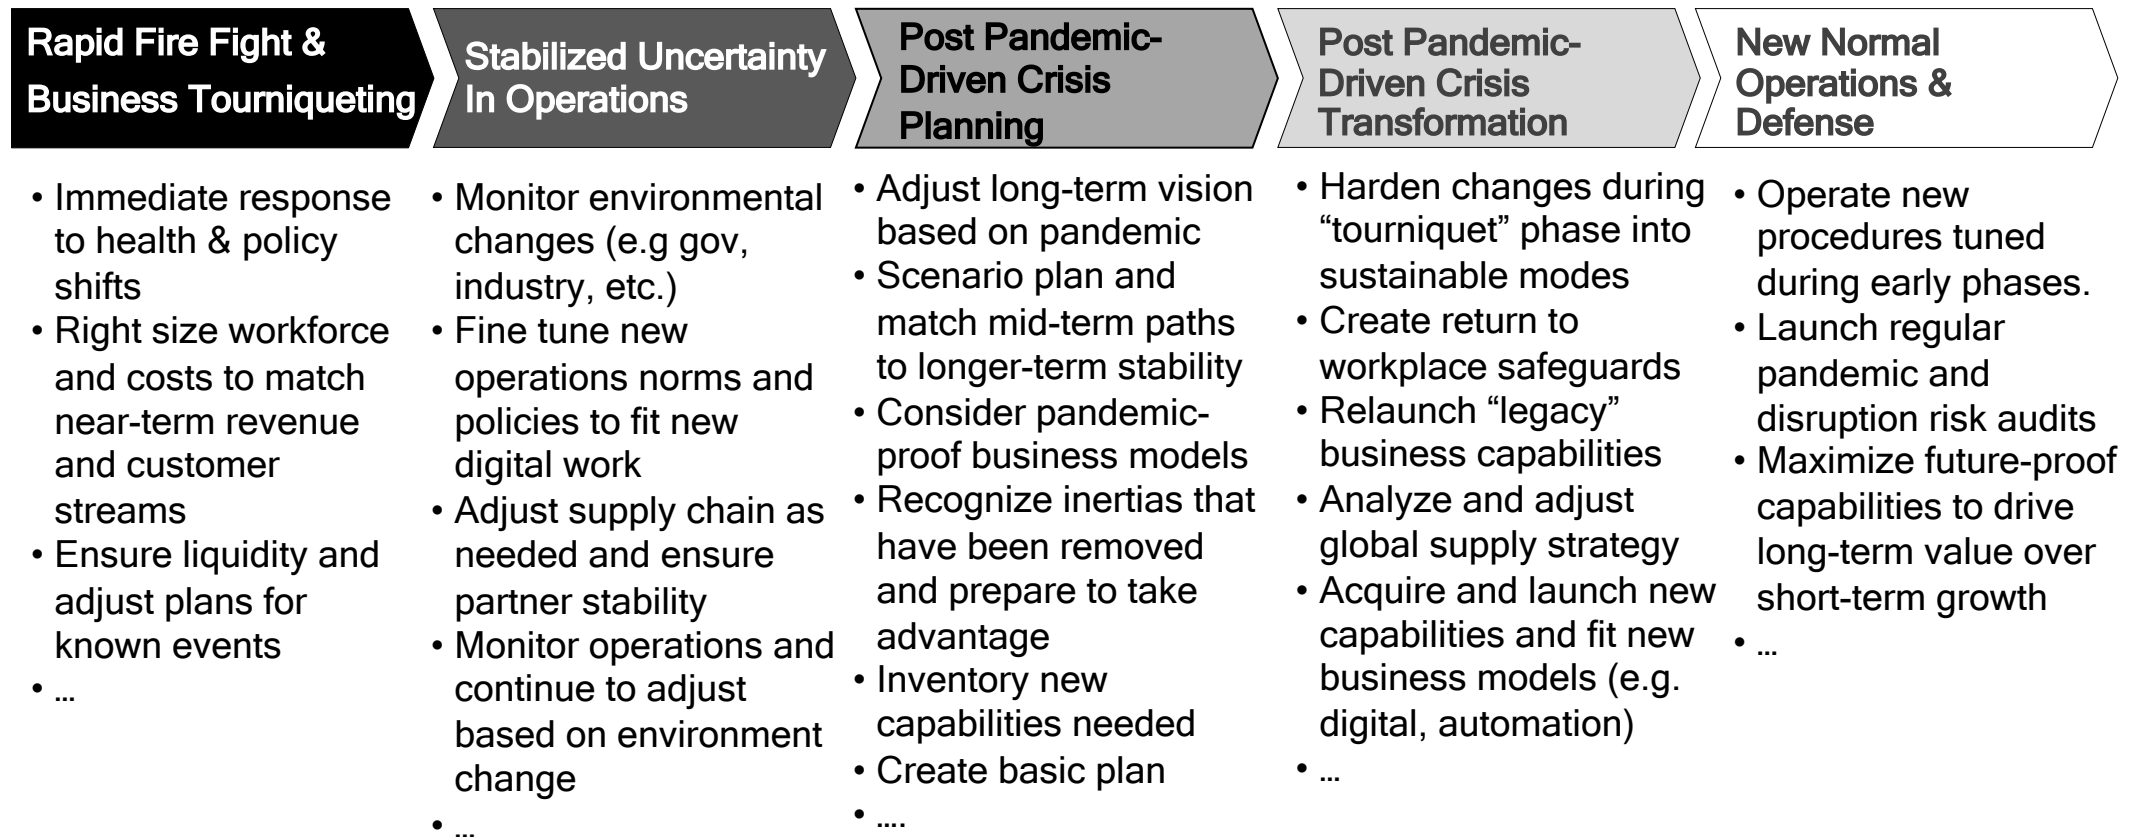 Rapid Fire Fight &
Business Tourniqueting
• Immediate response
to health & policy
shifts
• Right size workforce
and costs to match
near-term revenue
and customer
streams
• Ensure liquidity and
adjust plans for
known events
• ...
Stabilized Uncertainty
In Operations
• Monitor environmental
changes (e.g gov,
industry, etc.)
• Fine tune new
operations norms and
policies to fit new
digital work
• Adjust supply chain as
needed and ensure
partner stability
• Monitor operations and
continue to adjust
based on environment
change
• ...
Post Pandemic-
Driven Crisis
Planning
• Adjust long-term vision
based on pandemic
• Scenario plan and
match mid-term paths
to longer-term stability
• Consider pandemic-
proof business models
• Recognize inertias that
have been removed
and prepare to take
advantage
• Inventory new
capabilities needed
• Create basic plan
• ....
Post Pandemic-
Driven Crisis
Transformation
• Harden changes during
“tourniquet” phase into
sustainable modes
• Create return to
workplace safeguards
• Relaunch “legacy”
business capabilities
• Analyze and adjust
global supply strategy
• Acquire and launch new
capabilities and fit new
business models (e.g.
digital, automation)
• ...
New Normal
Operations &
Defense
• Operate new
procedures tuned
during early phases.
• Launch regular
pandemic and
disruption risk audits
• Maximize future-proof
capabilities to drive
long-term value over
short-term growth
• ...